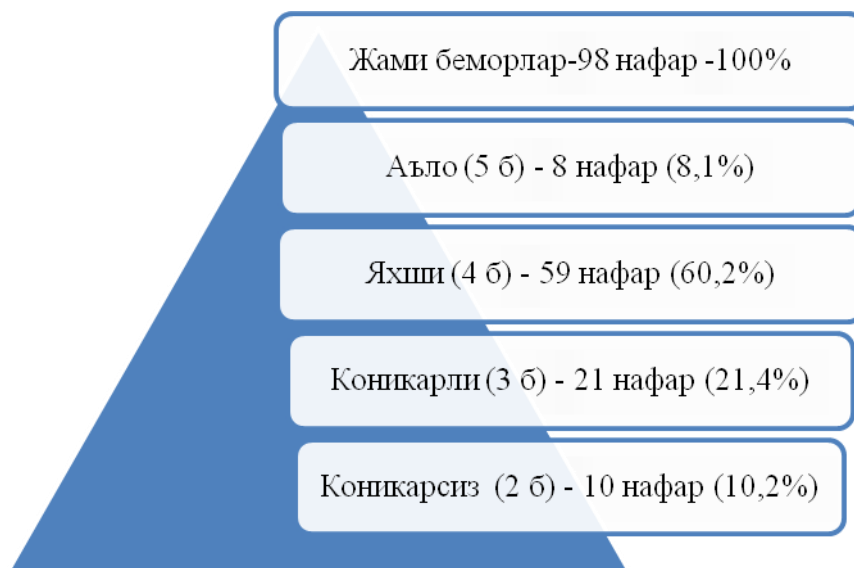 Жами беморлар-98 нафар -100%
Аъло (5 б) - 8 нафар (8,1%)
Яхши (4 б) - 59 нафар (60,2%)
Коникарли (3 б) - 21 нафар (21,4%)
Коникарсиз (2 б) - 10 нафар (10,2%)